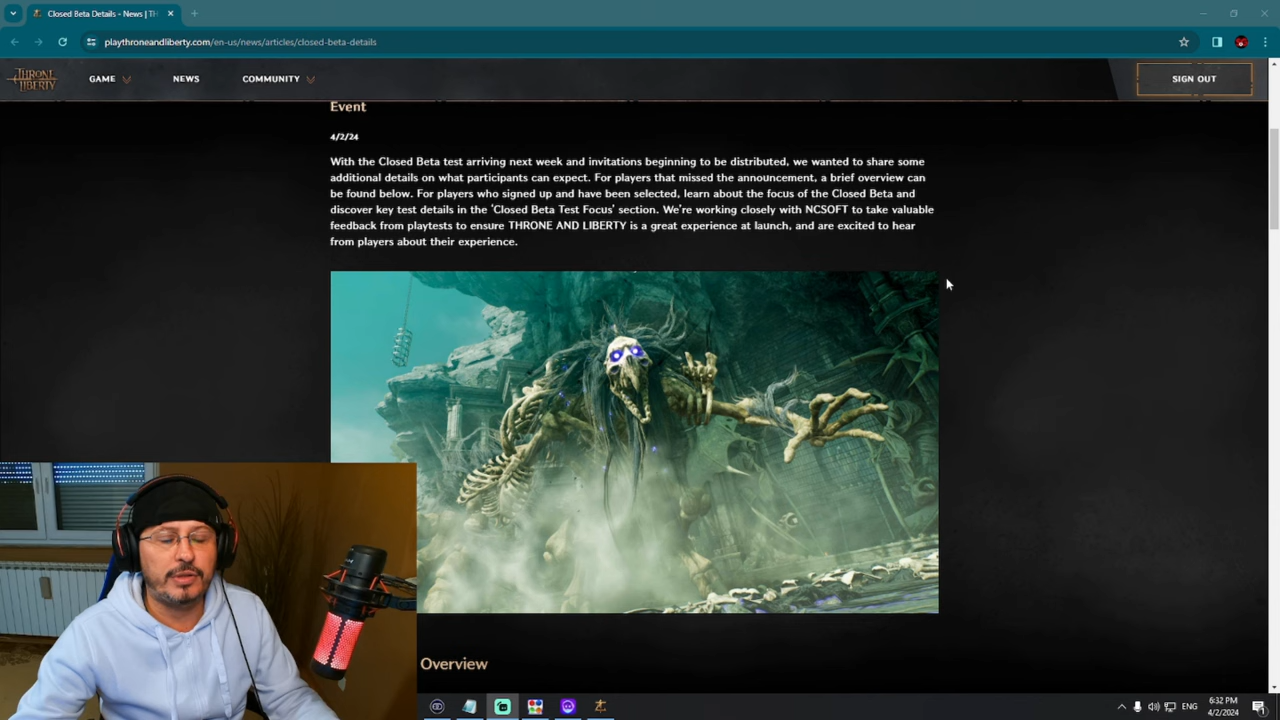 Closed Beta Details - News | TH
playthroneandliberty.com/en-us/news/articles/closed-beta-details
THRONE
LIBERTY
GAME
NEWS
COMMUNITY
SIGN OUT
Event
4/2/24
With the Closed Beta test arriving next week and invitations beginning to be distributed, we wanted to share some
additional details on what participants can expect. For players that missed the announcement, a brief overview can
be found below. For players who signed up and have been selected, learn about the focus of the Closed Beta and
discover key test details in the 'Closed Beta Test Focus' section. We're working closely with NCSOFT to take valuable
feedback from playtests to ensure THRONE AND LIBERTY is a great experience at launch, and are excited to hear
from players about their experience.
Overview
ENG
6:32 PM
4/2/2024